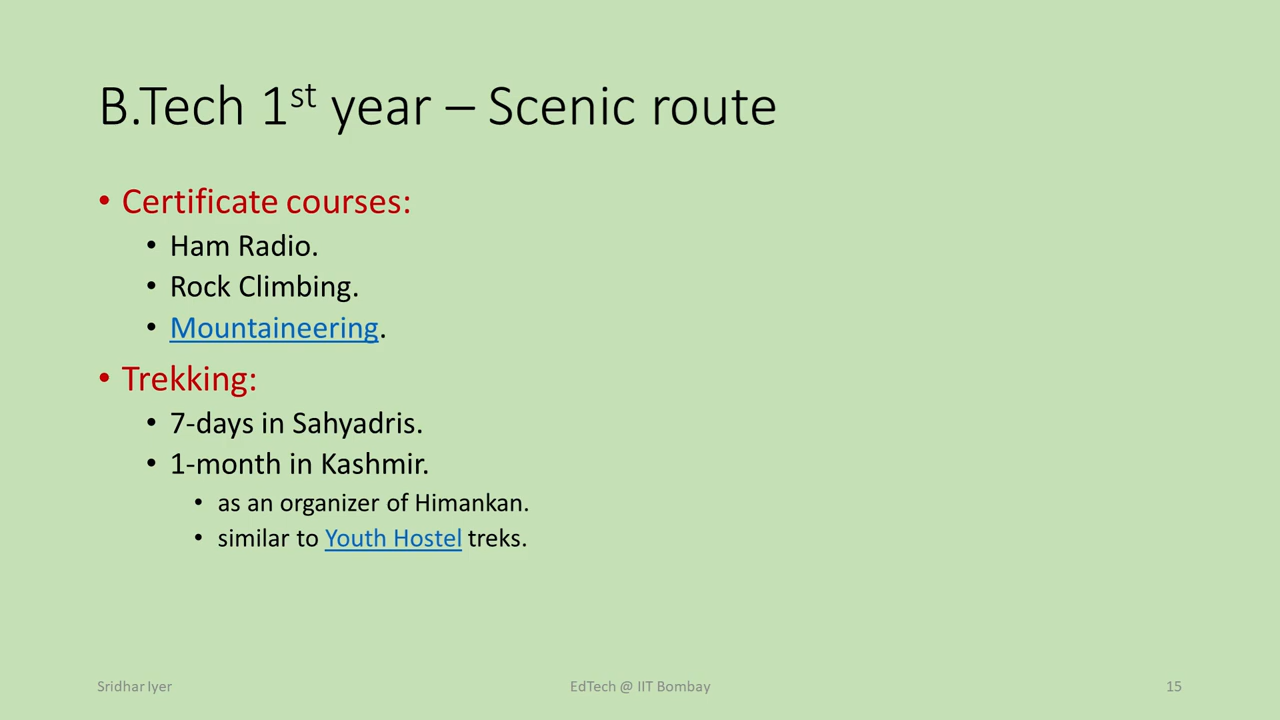 B.Tech 1st year – Scenic route
• Certificate courses:
• Ham Radio.
• Rock Climbing.
• Mountaineering.
• Trekking:
• 7-days in Sahyadris.
• 1-month in Kashmir.
• as an organizer of Himankan.
• similar to Youth Hostel treks.
Sridhar Iyer
EdTech @ IIT Bombay
15